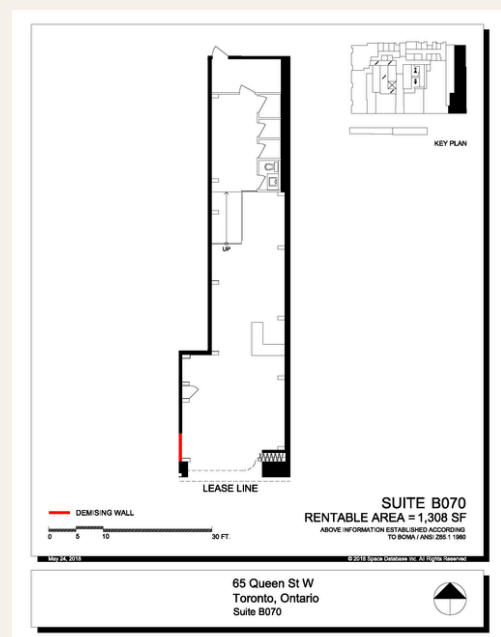 KEY PLAN
UP
LEASE LINE
DEMISING WALL
0 5 10 30 FT.
SUITE B070
RENTABLE AREA = 1,308 SF
ABOVE INFORMATION ESTABLISHED ACCORDING
TO BOMA / ANSI Z65.1 1980
May 24, 2018
© 2018 Space Database Inc. All Rights Reserved
65 Queen St W
Toronto, Ontario
Suite B070